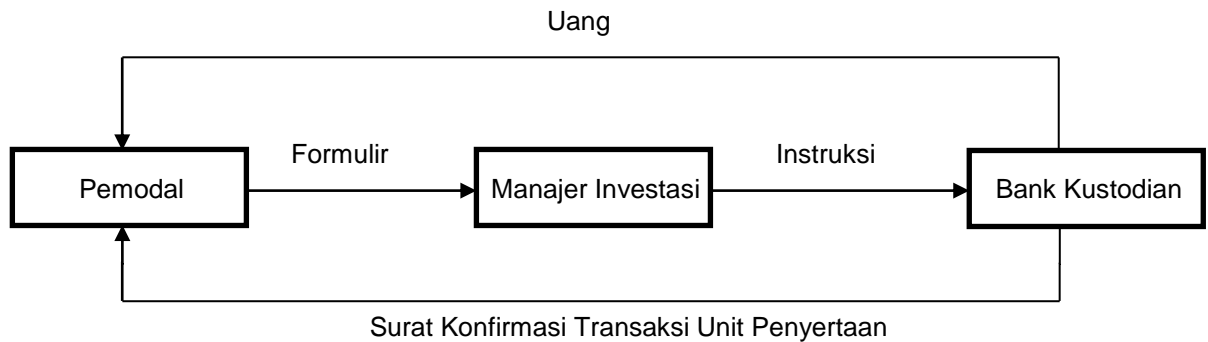 Uang
Formulir
Instruksi
Pemodal
Manajer Investasi
Bank Kustodian
Surat Konfirmasi Transaksi Unit Penyertaan